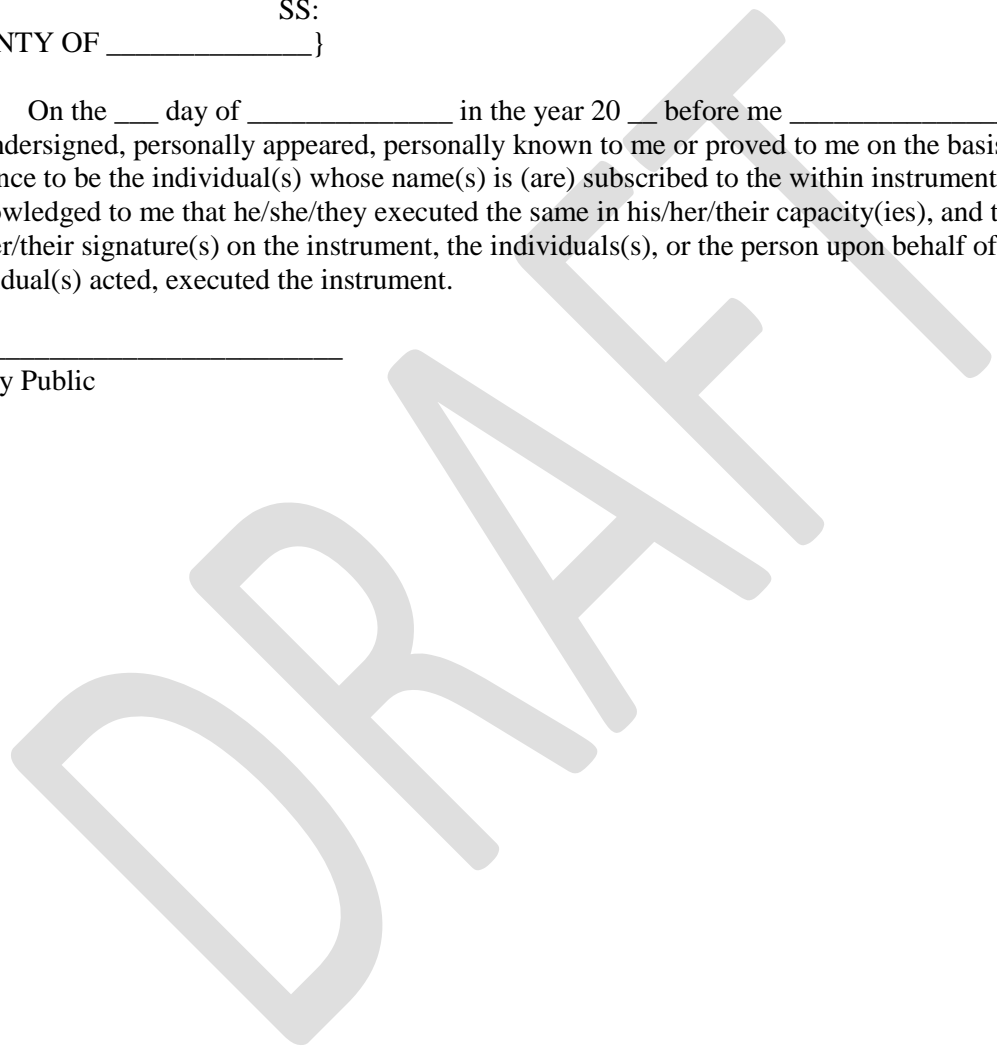 SS:
NTY OF ______________}
On the ___ day of ______________ in the year 20 __ before me ______________
ndersigned, personally appeared, personally known to me or proved to me on the basis
nce to be the individual(s) whose name(s) is (are) subscribed to the within instrument
owledged to me that he/she/they executed the same in his/her/their capacity(ies), and t
er/their signature(s) on the instrument, the individuals(s), or the person upon behalf of
dual(s) acted, executed the instrument.
________________________
y Public
DRAFT